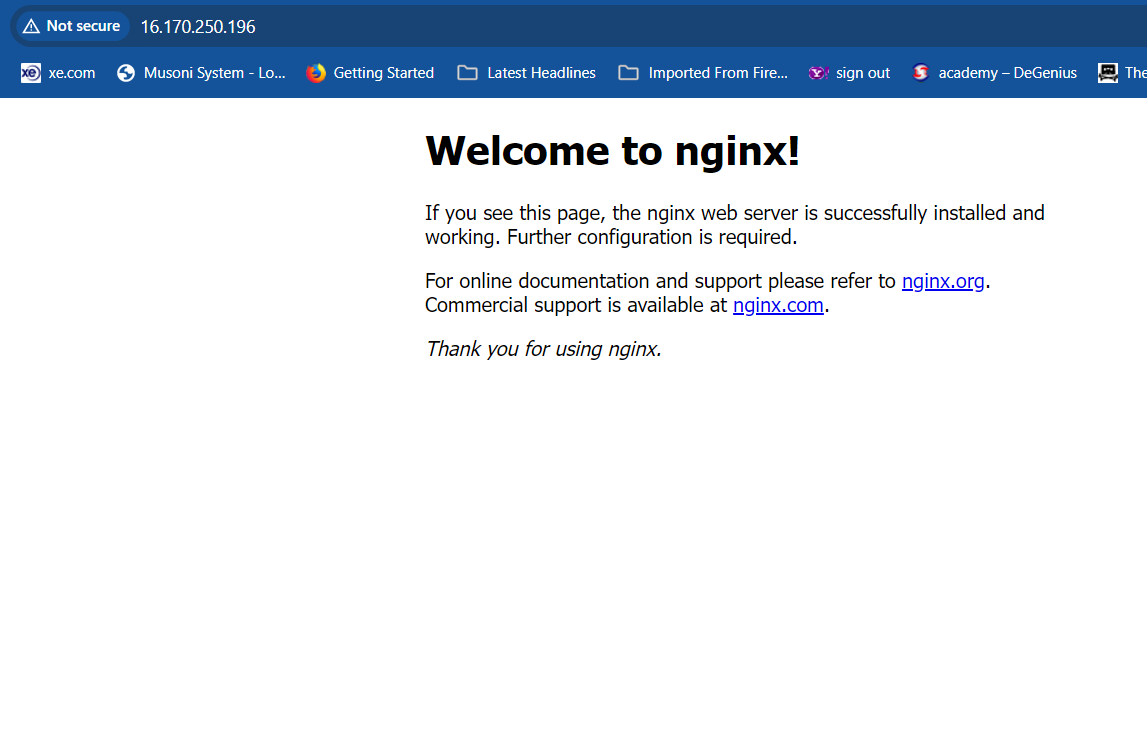 Not secure 16.170.250.196
xe xe.com Musoni System - Lo... Getting Started Latest Headlines Imported From Fire... sign out academy – DeGenius The
Welcome to nginx!
If you see this page, the nginx web server is successfully installed and
working. Further configuration is required.
For online documentation and support please refer to nginx.org.
Commercial support is available at nginx.com.
Thank you for using nginx.